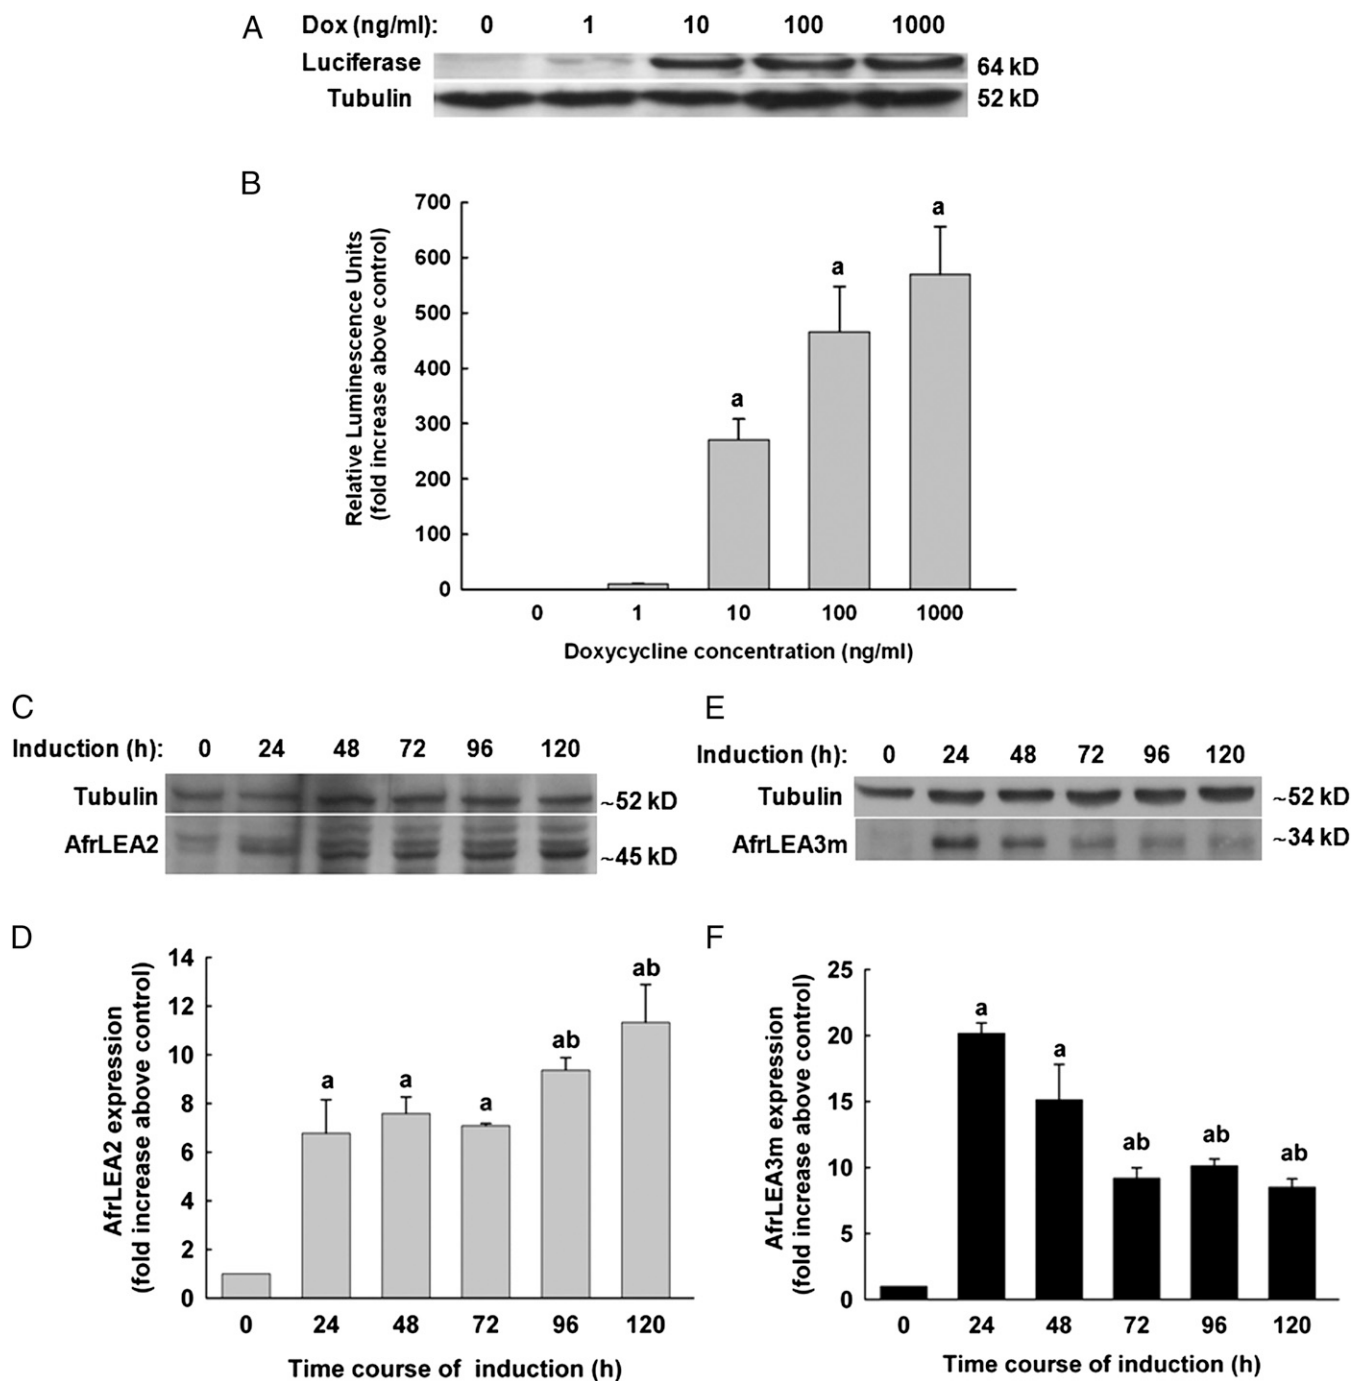 A
Dox (ng/ml): 0 1 10 100 1000
Luciferase 64 kD
Tubulin 52 kD
B
Relative Luminescence Units
(fold increase above control)
700
600
500
400
300
200
100
0
a
a
a
0 1 10 100 1000
Doxycycline concentration (ng/ml)
C
Induction (h): 0 24 48 72 96 120
Tubulin ~52 kD
AfrLEA2 ~45 kD
E
Induction (h): 0 24 48 72 96 120
Tubulin ~52 kD
AfrLEA3m ~34 kD
D
AfrLEA2 expression
(fold increase above control)
14
12
10
8
6
4
2
0
a a a ab ab
0 24 48 72 96 120
Time course of induction (h)
F
AfrLEA3m expression
(fold increase above control)
25
20
15
10
5
0
a a ab ab ab
0 24 48 72 96 120
Time course of induction (h)